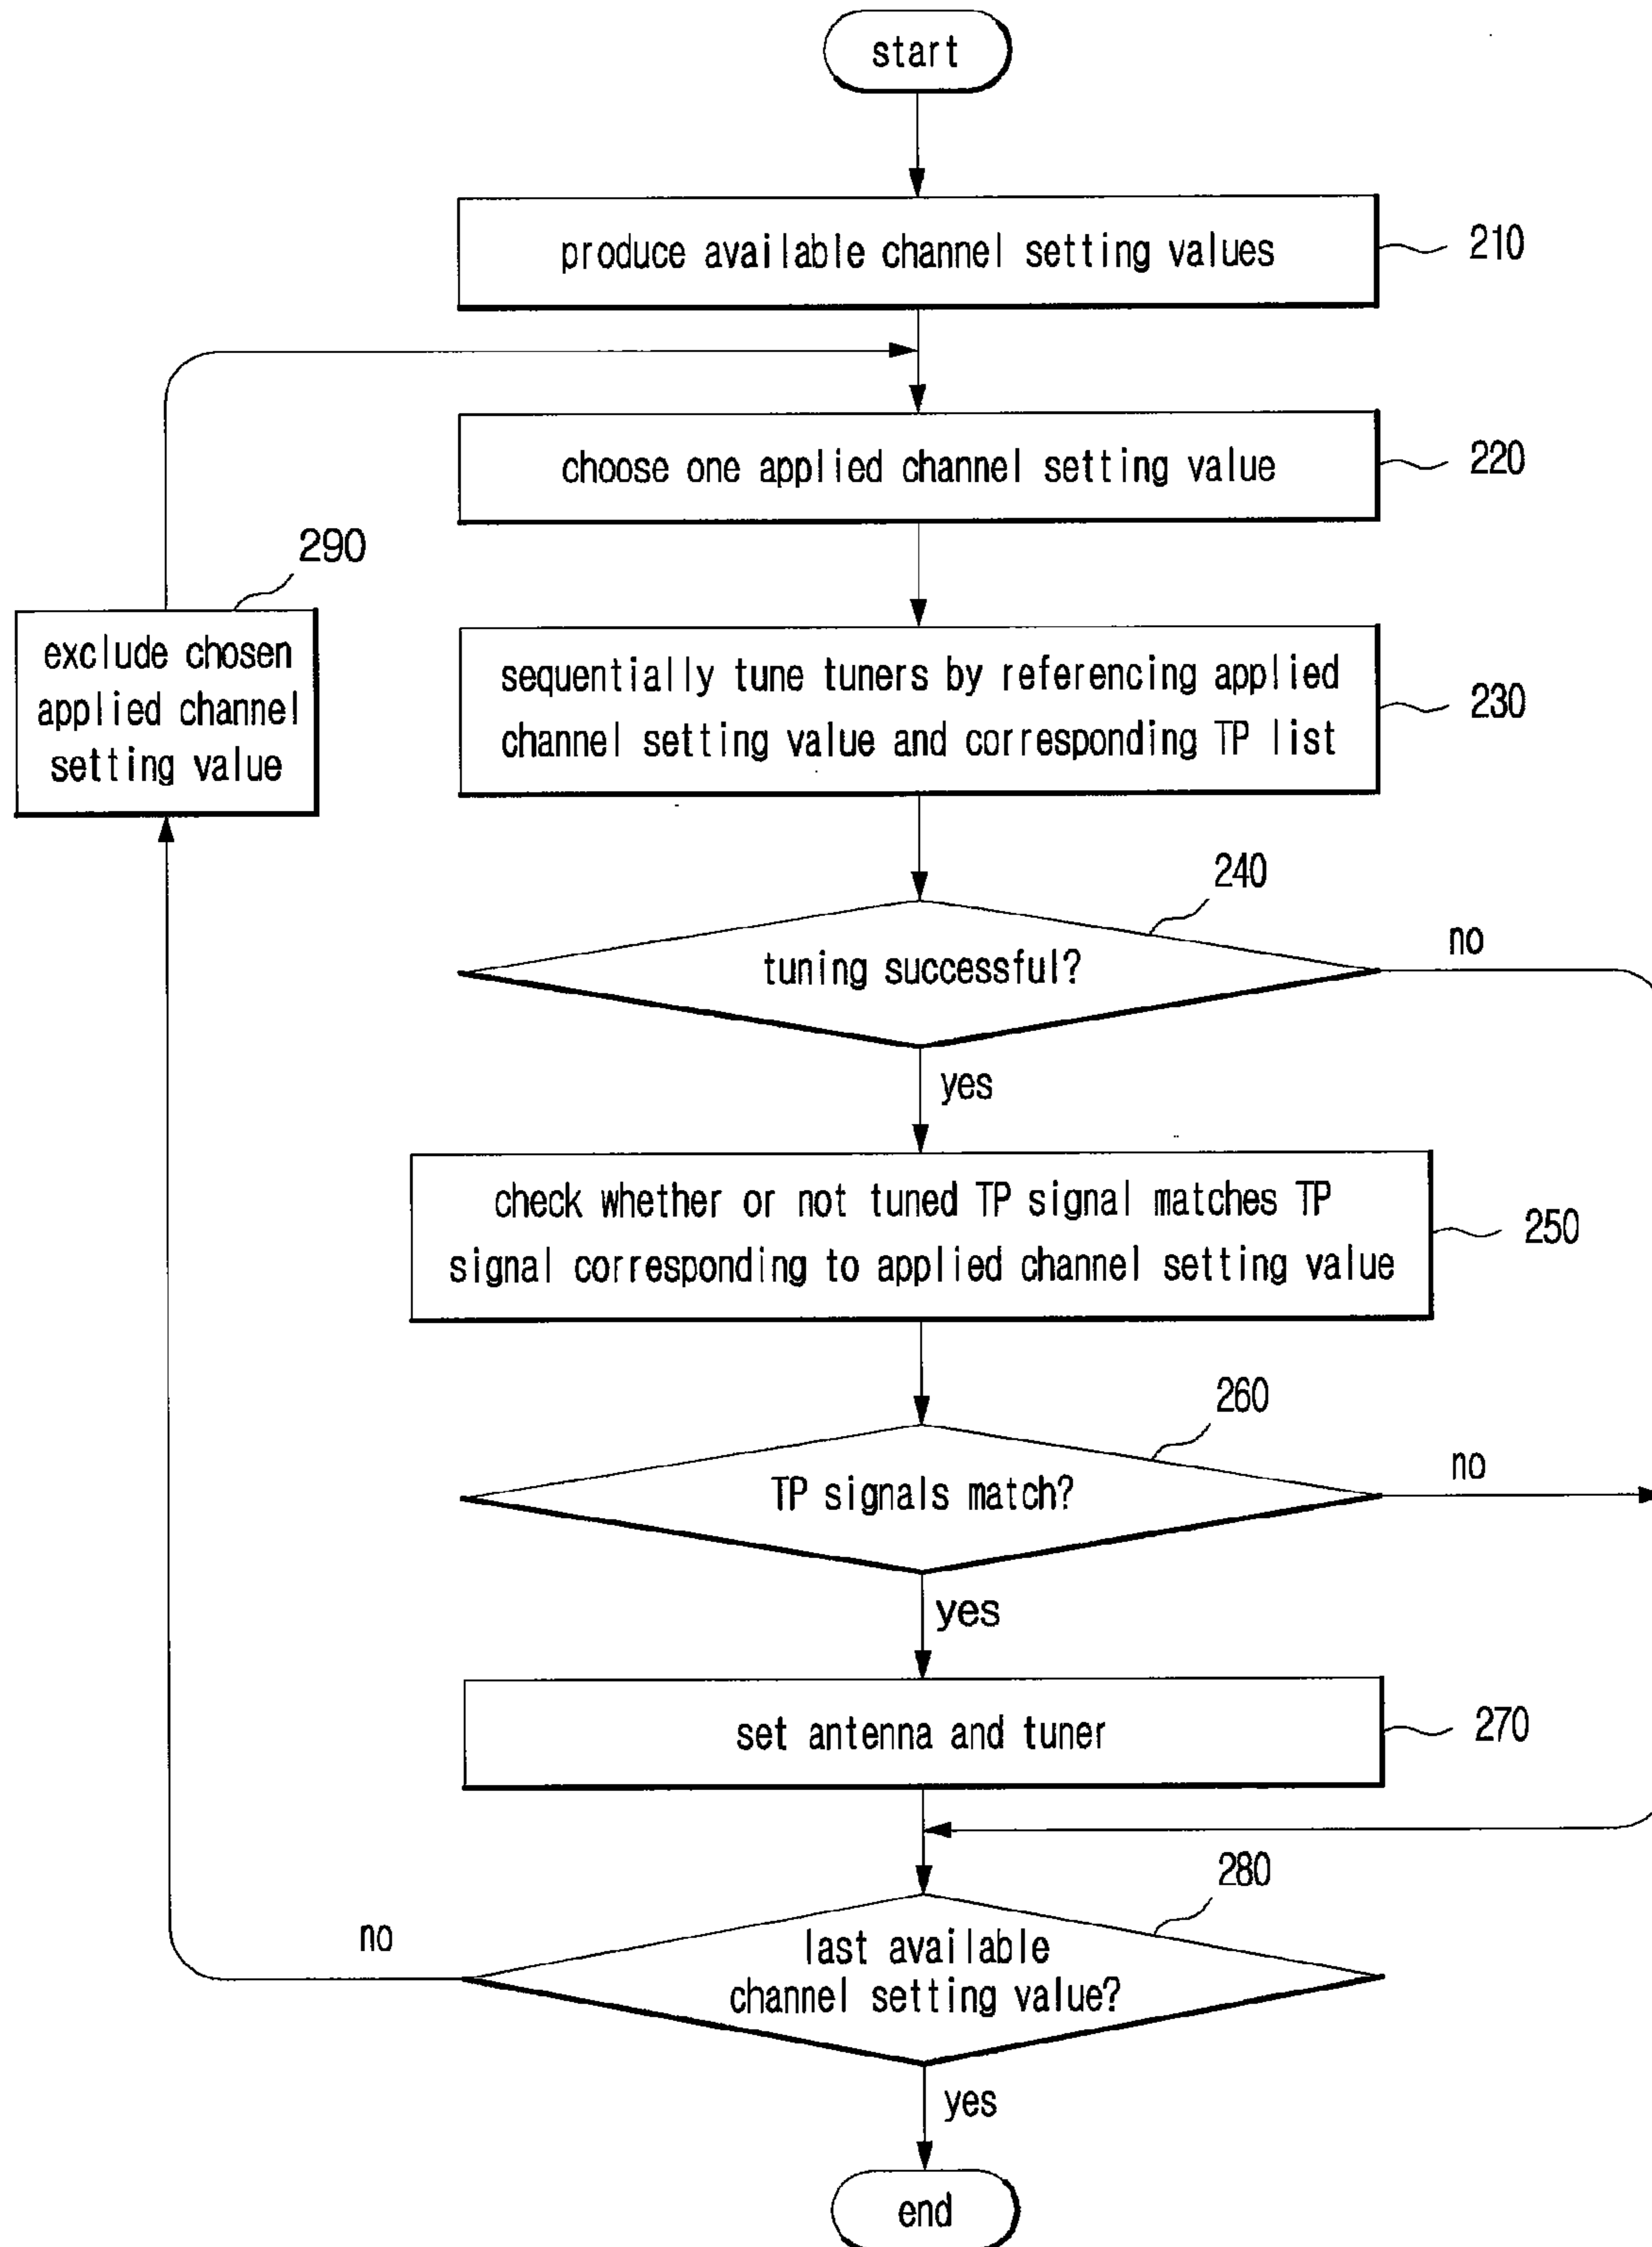 start
produce available channel setting values
210
choose one applied channel setting value
220
290
exclude chosen
applied channel
setting value
sequentially tune tuners by referencing applied
channel setting value and corresponding TP list
230
240
tuning successful?
no
yes
check whether or not tuned TP signal matches TP
signal corresponding to applied channel setting value
250
260
TP signals match?
no
yes
set antenna and tuner
270
280
last available
channel setting value?
no
yes
end